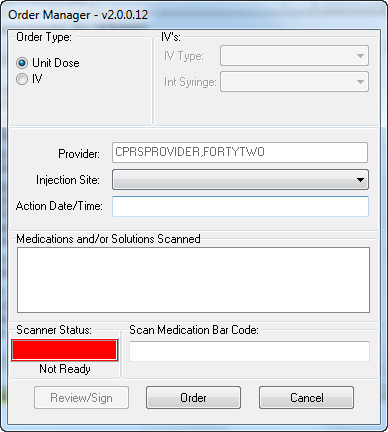 Order Manager - v2.0.0.12
Order Type:
Unit Dose
IV
IV's:
IV Type:
Int Syringe:
Provider: CPRSPROVIDER,FORTYTWO
Injection Site:
Action Date/Time:
Medications and/or Solutions Scanned
Scanner Status:
Not Ready
Scan Medication Bar Code:
Review/Sign Order Cancel